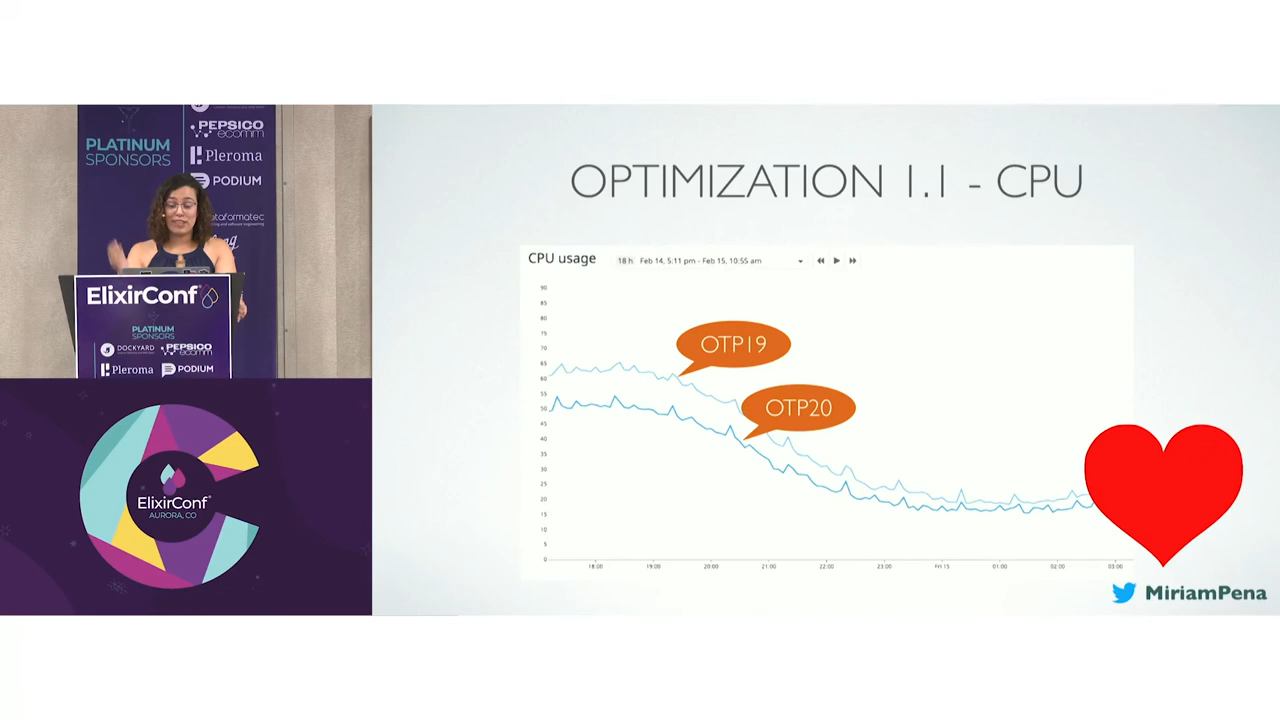 PLATINUM
SPONSORS
PEPSICO
ecomm
Pleroma
PODIUM
ElixirConf
PLATINUM
SPONSORS
DOCKYARD
PEPSICO
ecomm
Pleroma
PODIUM
ElixirConf
AURORA, CO
OPTIMIZATION 1.1 - CPU
CPU usage
18 h Feb 14, 5:11 pm - Feb 15, 10:55 am
90
85
80
75
70
65
60
55
50
45
40
35
30
25
20
15
10
5
0
OTP19
OTP20
18:00 19:00 20:00 21:00 22:00 23:00 Fri 15 01:00 02:00 03:00
MiriamPena